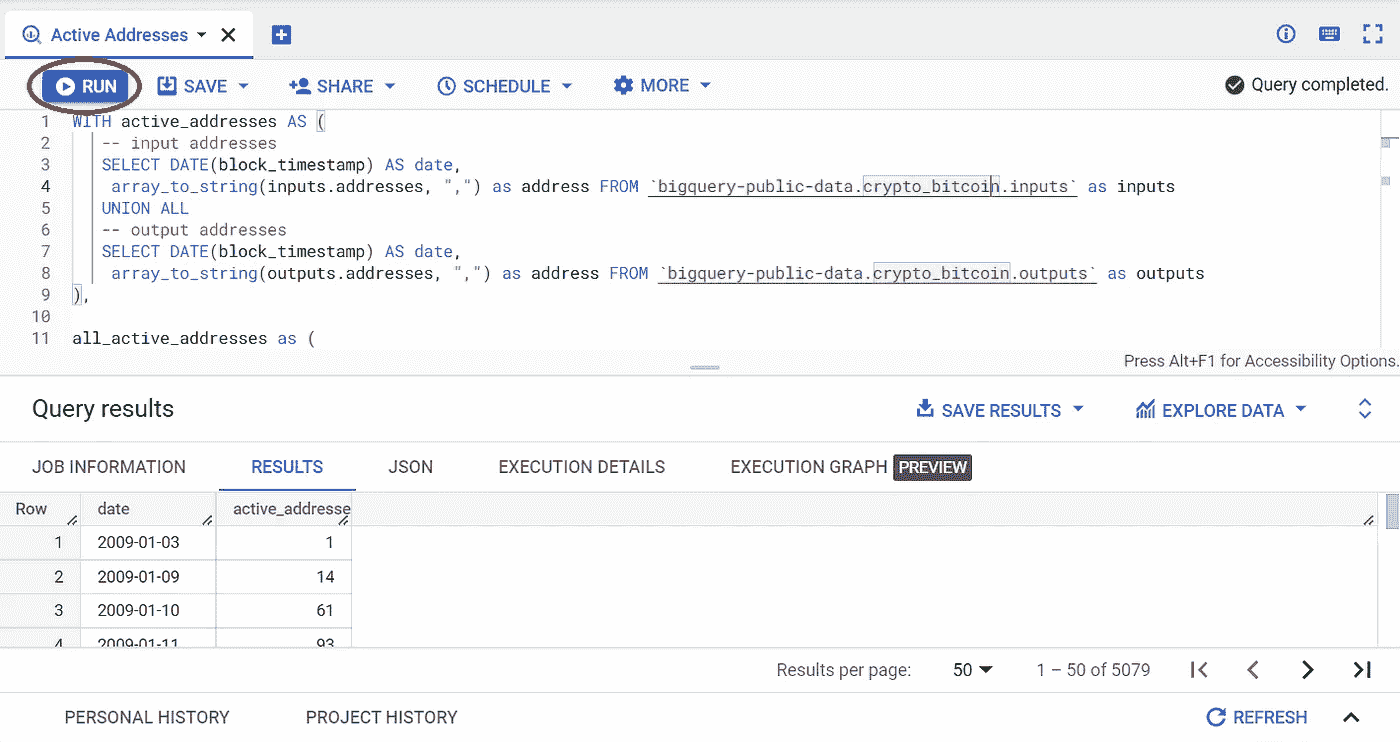 Active Addresses
RUN SAVE SHARE SCHEDULE MORE Query completed.
1 WITH active_addresses AS (
2 -- input addresses
3 SELECT DATE(block_timestamp) AS date,
4 array_to_string(inputs.addresses, ",") as address FROM `bigquery-public-data.crypto_bitcoin.inputs` as inputs
5 UNION ALL
6 -- output addresses
7 SELECT DATE(block_timestamp) AS date,
8 array_to_string(outputs.addresses, ",") as address FROM `bigquery-public-data.crypto_bitcoin.outputs` as outputs
9 ),
10
11 all_active_addresses as (
Press Alt+F1 for Accessibility Options.
Query results SAVE RESULTS EXPLORE DATA
JOB INFORMATION RESULTS JSON EXECUTION DETAILS EXECUTION GRAPH PREVIEW
Row date active_addresse
1 2009-01-03 1
2 2009-01-09 14
3 2009-01-10 61
4 2009-01-11 93
Results per page: 50 1 – 50 of 5079
PERSONAL HISTORY PROJECT HISTORY REFRESH